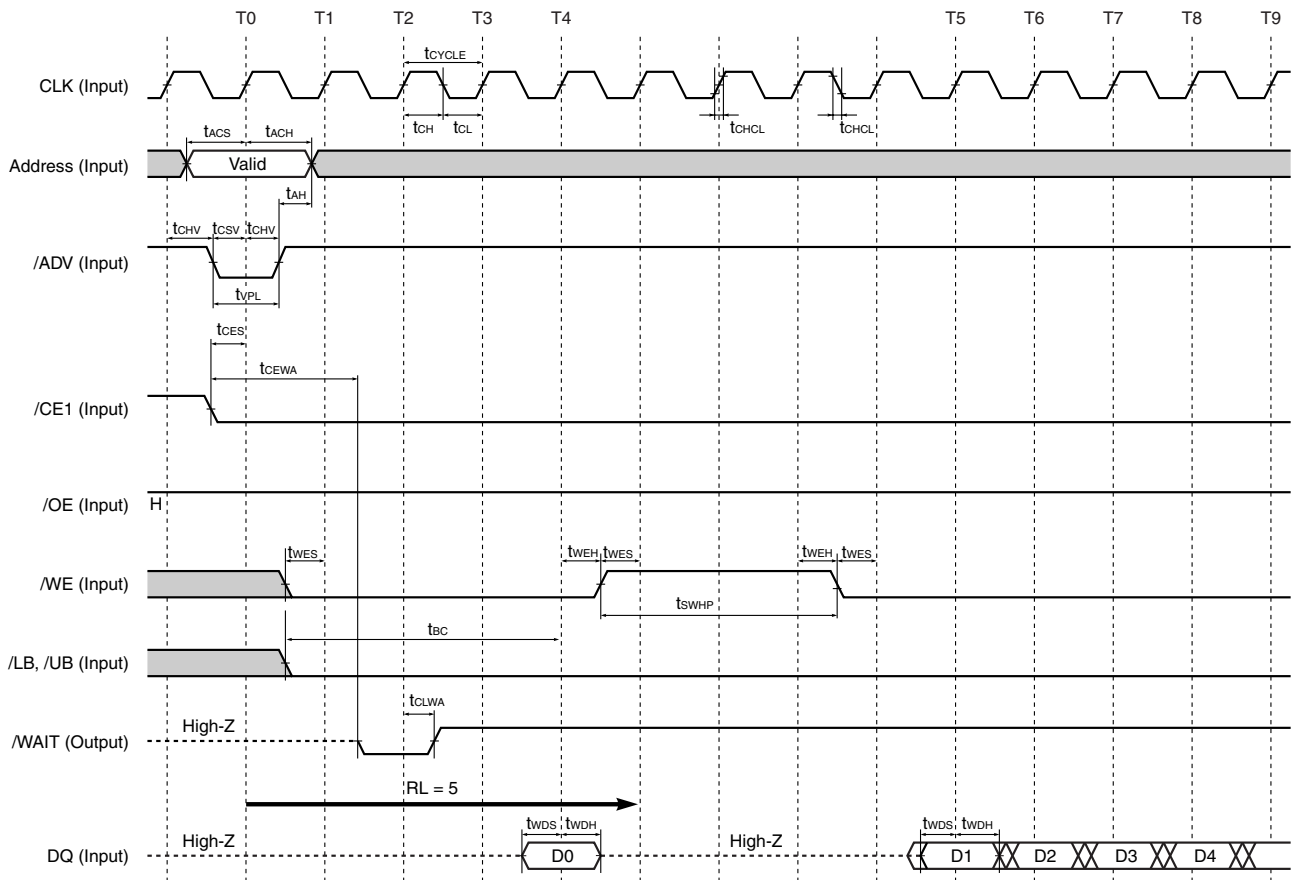 T0 T1 T2 T3 T4 T5 T6 T7 T8 T9
tCYCLE
CLK (Input)
tCH tCL tCHCL tCHCL
tACS tACH
Address (Input) Valid
tAH
tCHV tCSV tCHV
/ADV (Input)
tVPL
tCES
tCEWA
/CE1 (Input)
/OE (Input) H
tWES tWEH tWES tWEH tWES
/WE (Input)
tSWHP
tBC
/LB, /UB (Input)
tCLWA
High-Z
/WAIT (Output)
RL = 5
High-Z tWDS tWDH High-Z tWDS tWDH
DQ (Input) D0 D1 D2 D3 D4